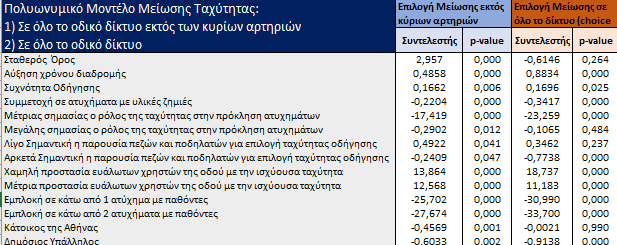 Πολυωνυμικό Μοντέλο Μείωσης Ταχύτητας:
1) Σε όλο το οδικό δίκτυο εκτός των κυρίων αρτηριών
2) Σε όλο το οδικό δίκτυο
Επιλογή Μείωσης εκτός κύριων αρτηριών
Επιλογή Μείωσης σε όλο το δίκτυο (choice
Συντελεστής p-value Συντελεστής p-value
Σταθερός Όρος 2,957 0,000 -0,6146 0,264
Αύξηση χρόνου διαδρομής 0,4858 0,000 0,8834 0,000
Συχνότητα Οδήγησης 0,1662 0,006 0,1696 0,025
Συμμετοχή σε ατυχήματα με υλικές ζημιές -0,2204 0,000 -0,3417 0,000
Μέτριας σημασίας ο ρόλος της ταχύτητας στην πρόκληση ατυχημάτων -17,419 0,000 -23,259 0,000
Μεγάλης σημασίας ο ρόλος της ταχύτητας στην πρόκληση ατυχημάτων -0,2902 0,012 -0,1065 0,484
Λίγο Σημαντική η παρουσία πεζών και ποδηλατών για επιλογή ταχύτητας οδήγησης 0,4922 0,041 0,3462 0,237
Αρκετά Σημαντική η παρουσία πεζών και ποδηλατών για επιλογή ταχύτητας οδήγησης -0,2409 0,047 -0,7738 0,000
Χαμηλή προστασία ευάλωτων χρηστών της οδού με την ισχύουσα ταχύτητα 13,864 0,000 18,737 0,000
Μέτρια προστασία ευάλωτων χρηστών της οδού με την ισχύουσα ταχύτητα 12,568 0,000 11,183 0,000
Εμπλοκή σε κάτω από 1 ατύχημα με παθόντες -25,702 0,000 -30,990 0,000
Εμπλοκή σε κάτω από 2 ατυχήματα με παθόντες -27,674 0,000 -33,700 0,000
Κάτοικος της Αθήνας -0,4569 0,001 -0,0021 0,990
Δημόσιος Υπάλληλος -0,6033 0,002 -0,9138 0,000